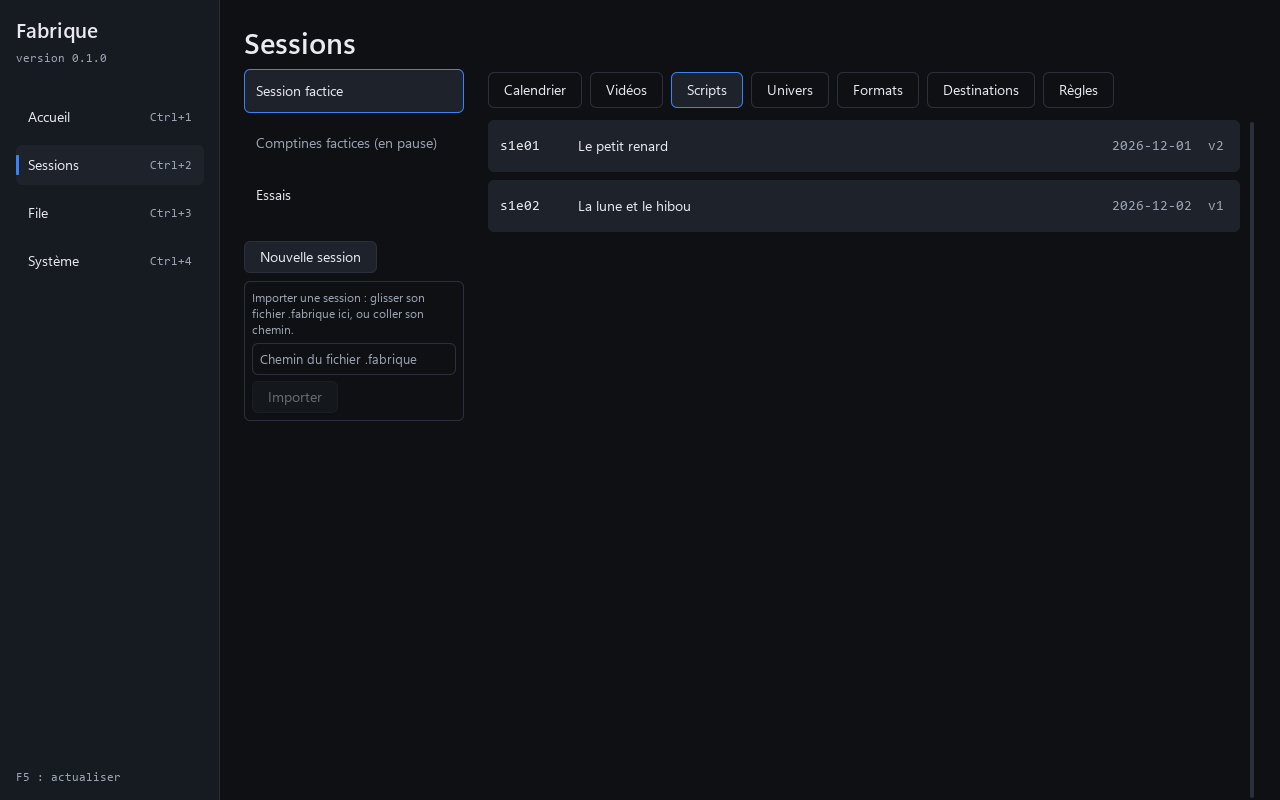 Fabrique
version 0.1.0
Accueil Ctrl+1
Sessions Ctrl+2
File Ctrl+3
Système Ctrl+4
F5 : actualiser
Sessions
Session factice
Comptines factices (en pause)
Essais
Nouvelle session
Importer une session : glisser son
fichier .fabrique ici, ou coller son
chemin.
Chemin du fichier .fabrique
Importer
Calendrier Vidéos Scripts Univers Formats Destinations Règles
s1e01 Le petit renard 2026-12-01 v2
s1e02 La lune et le hibou 2026-12-02 v1